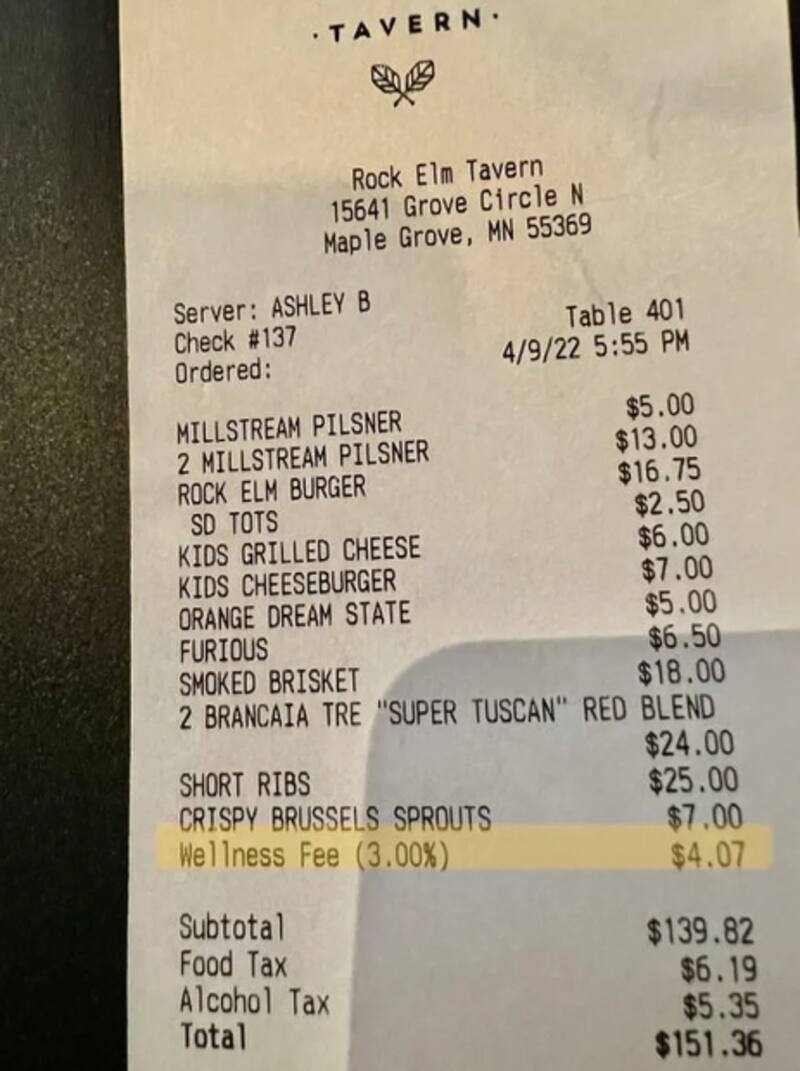 ·TAVERN·
Rock Elm Tavern
15641 Grove Circle N
Maple Grove, MN 55369
Server: ASHLEY B
Check #137 Table 401
Ordered: 4/9/22 5:55 PM
MILLSTREAM PILSNER $5.00
2 MILLSTREAM PILSNER $13.00
ROCK ELM BURGER $16.75
SD TOTS $2.50
KIDS GRILLED CHEESE $6.00
KIDS CHEESEBURGER $7.00
ORANGE DREAM STATE $5.00
FURIOUS $6.50
SMOKED BRISKET $18.00
2 BRANCAIA TRE "SUPER TUSCAN" RED BLEND
$24.00
SHORT RIBS $25.00
CRISPY BRUSSELS SPROUTS $7.00
Wellness Fee (3.00%) $4.07
Subtotal $139.82
Food Tax $6.19
Alcohol Tax $5.35
Total $151.36